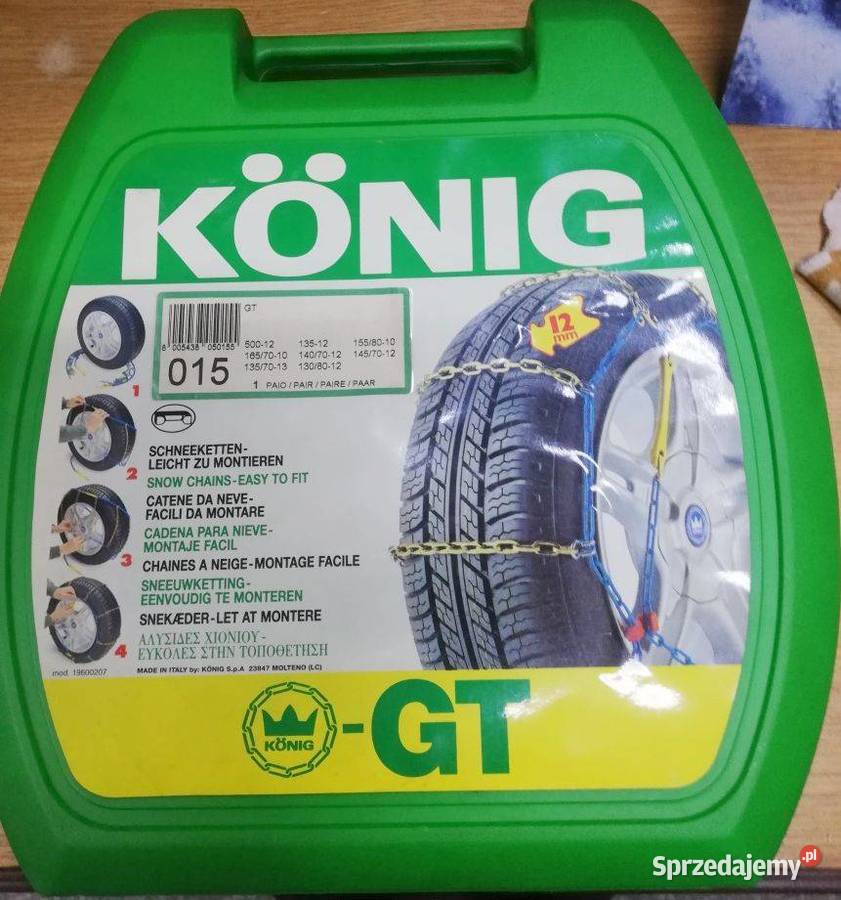 KÖNIG
GT
8 005438 050155
015
500-12 135-12 155/80-10
165/70-10 140/70-12 145/70-12
135/70-13 130/80-12
1 PAIO / PAIR / PAIRE / PAAR
12
mm
1
2
3
4
SCHNEEKETTEN-
LEICHT ZU MONTIEREN
SNOW CHAINS-EASY TO FIT
CATENE DA NEVE-
FACILI DA MONTARE
CADENA PARA NIEVE-
MONTAJE FACIL
CHAINES A NEIGE-MONTAGE FACILE
SNEEUWKETTING-
EENVOUDIG TE MONTEREN
SNEKÆDER-LET AT MONTERE
ΑΛΥΣΙΔΕΣ ΧΙΟΝΙΟΥ-
ΕΥΚΟΛΕΣ ΣΤΗΝ ΤΟΠΟΘΕΤΗΣΗ
mod. 19600207
MADE IN ITALY by: KÖNIG S.p.A 23847 MOLTENO (LC)
KÖNIG
-GT
Sprzedajemy.pl